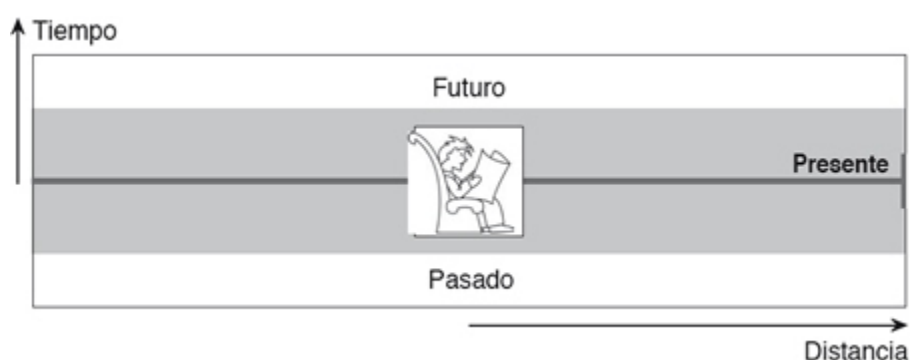 Tiempo
Futuro
Presente
Pasado
Distancia